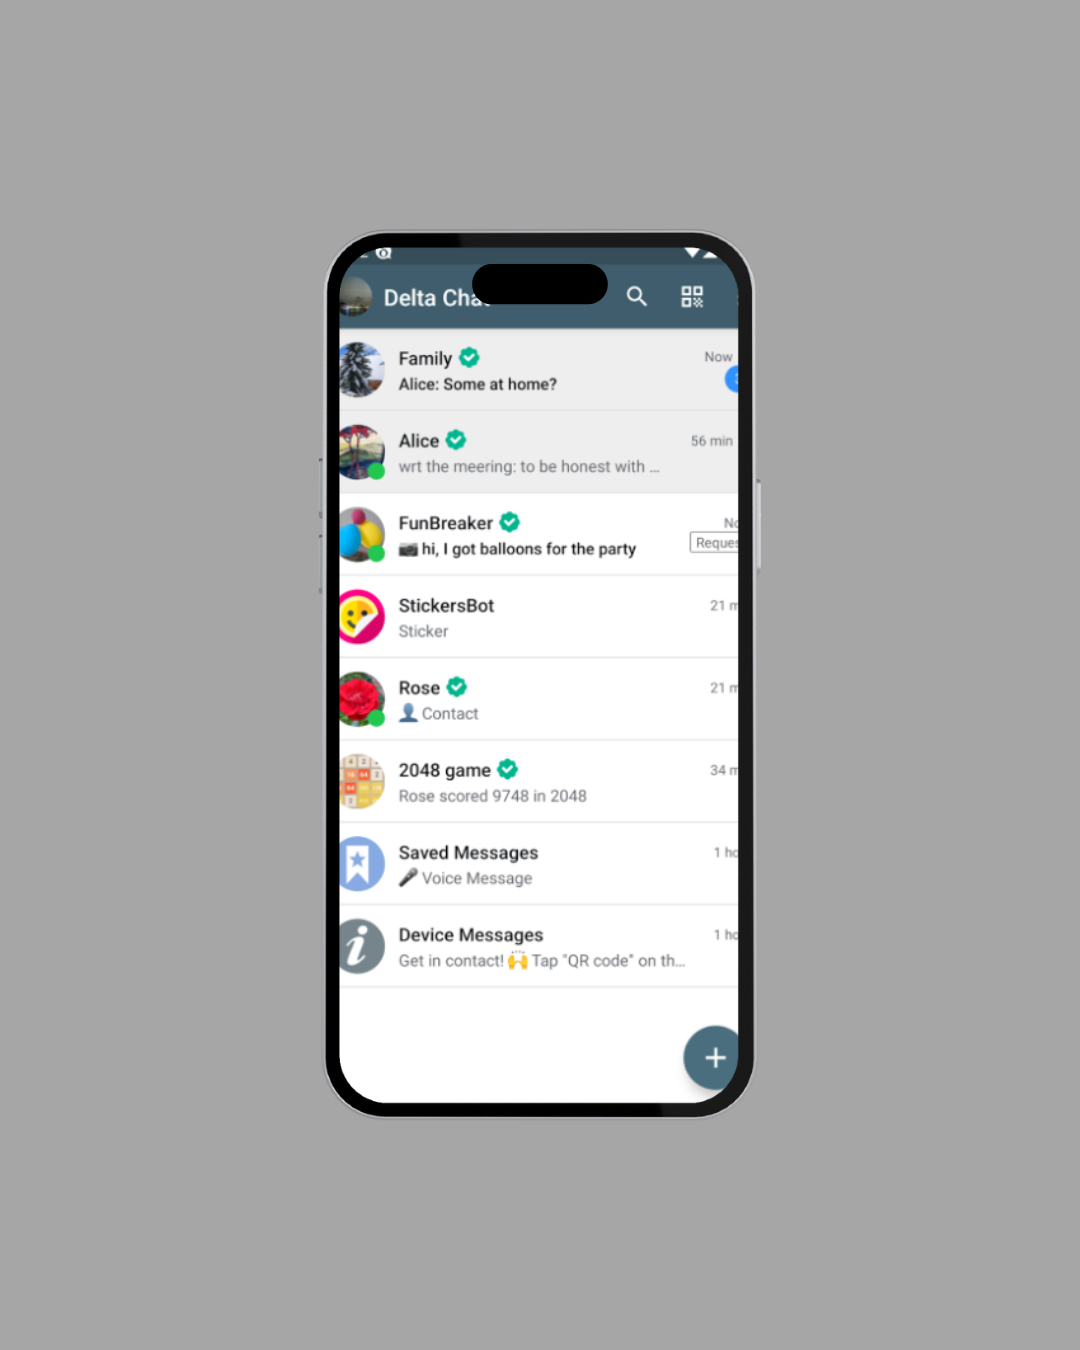 Delta Cha
Family
Now
Alice: Some at home?
Alice
56 min
wrt the meering: to be honest with ...
FunBreaker
📷 hi, I got balloons for the party
StickersBot
21 m
Sticker
Rose
21 m
👤 Contact
2048 game
34 m
Rose scored 9748 in 2048
Saved Messages
1 ho
🎤 Voice Message
Device Messages
1 ho
Get in contact! 🙌 Tap "QR code" on th...